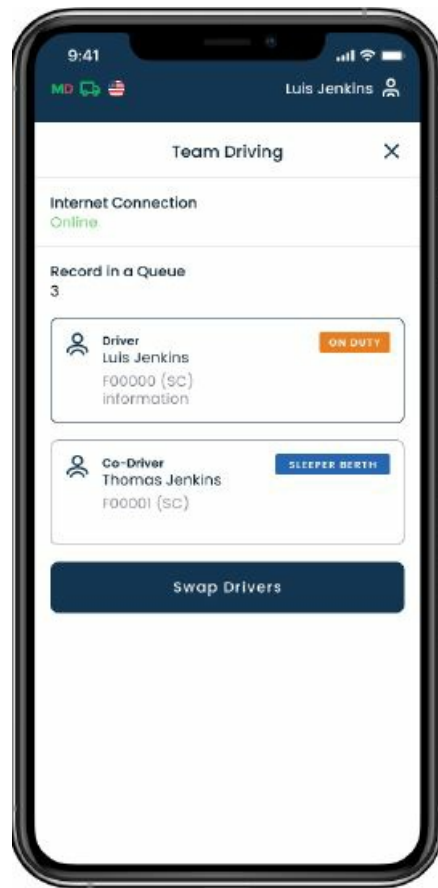 9:41
MD
Luis Jenkins
Team Driving
Internet Connection
Online
Record in a Queue
3
Driver
ON DUTY
Luis Jenkins
F00000 (SC)
information
Co-Driver
SLEEPER BERTH
Thomas Jenkins
F00001 (SC)
Swap Drivers